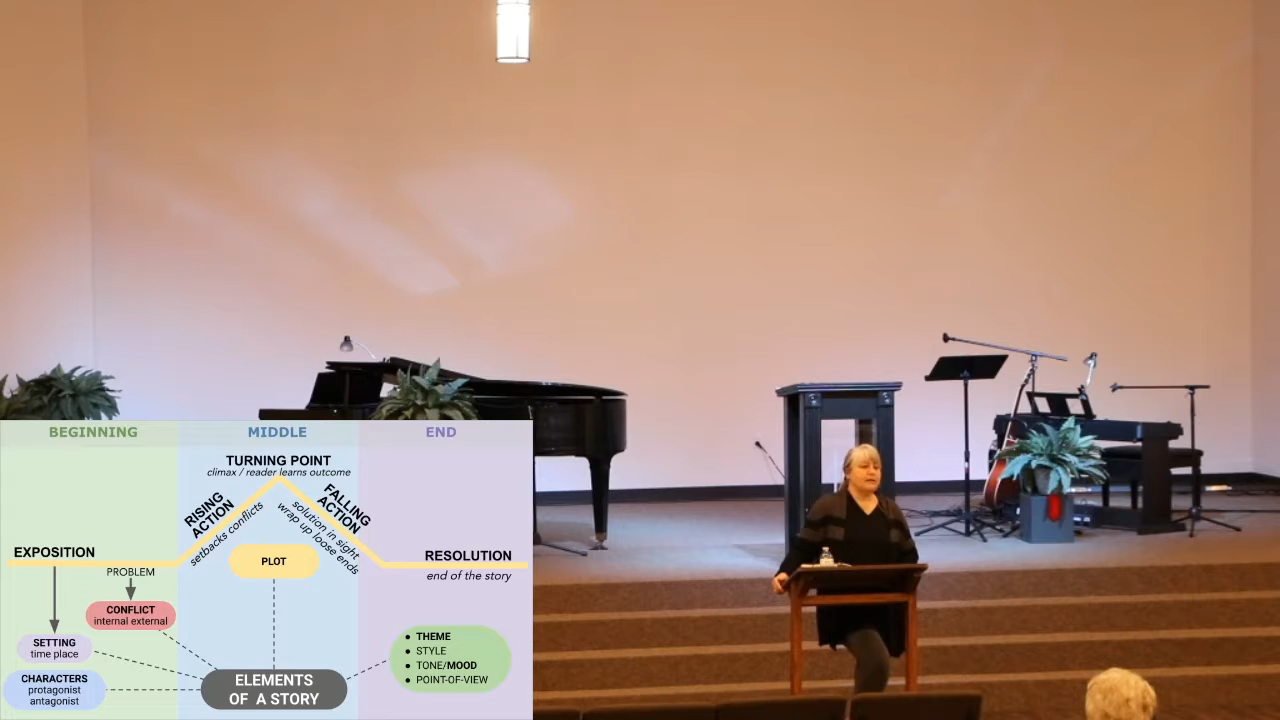 BEGINNING
MIDDLE
END
TURNING POINT
climax / reader learns outcome
RISING
ACTION
setbacks conflicts
FALLING
ACTION
solution in sight
wrap up loose ends
EXPOSITION
RESOLUTION
end of the story
PROBLEM
PLOT
CONFLICT
internal external
SETTING
time place
CHARACTERS
protagonist
antagonist
ELEMENTS
OF A STORY
• THEME
• STYLE
• TONE/MOOD
• POINT-OF-VIEW